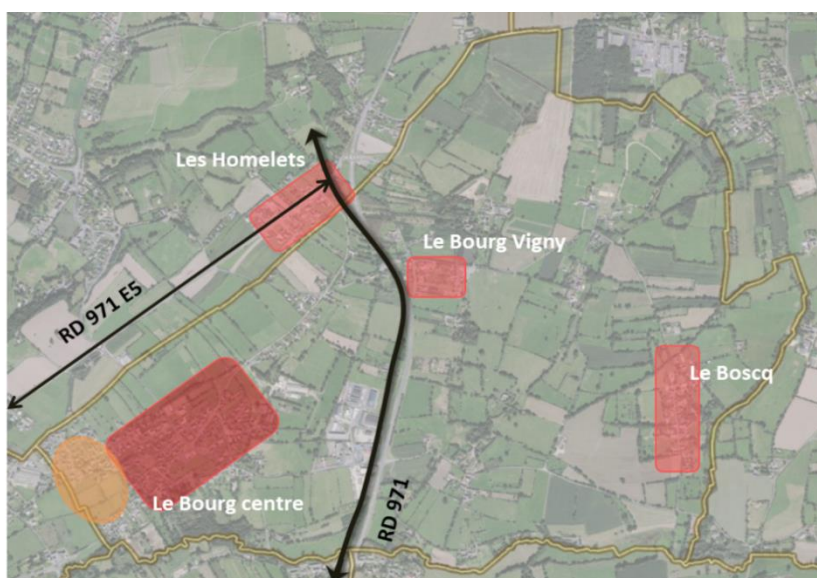 Les Homelets
Le Bourg Vigny
RD 971 E5
Le Boscq
Le Bourg centre
RD 971